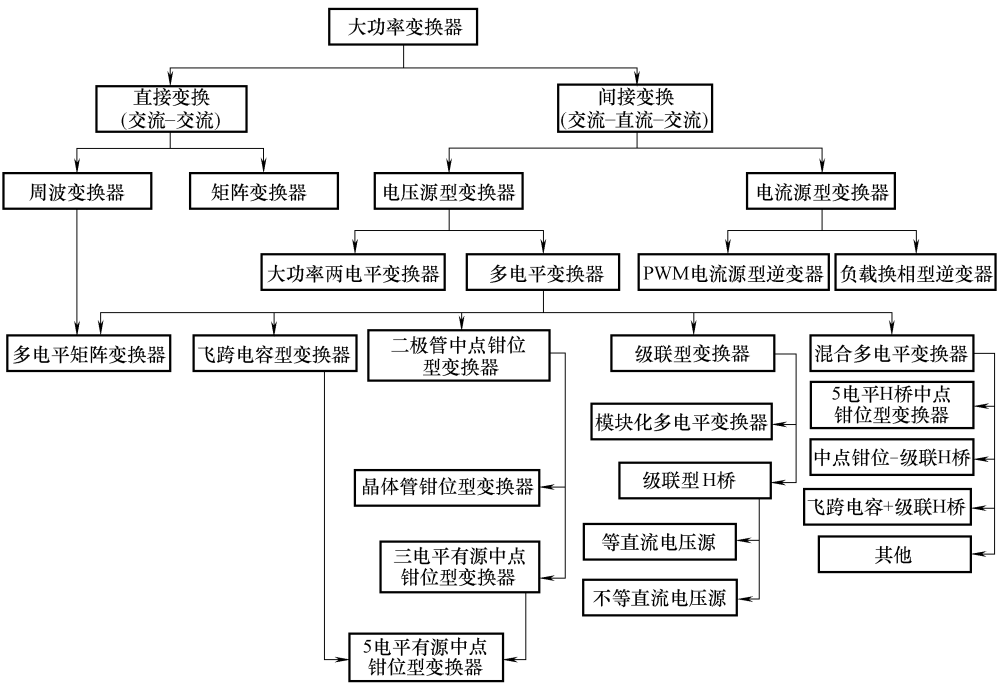 大功率变换器
直接变换
(交流–交流)
间接变换
(交流–直流–交流)
周波变换器
矩阵变换器
电压源型变换器
电流源型变换器
大功率两电平变换器
多电平变换器
PWM电流源型逆变器
负载换相型逆变器
多电平矩阵变换器
飞跨电容型变换器
二极管中点钳位
型变换器
级联型变换器
混合多电平变换器
5电平H桥中点
钳位型变换器
模块化多电平变换器
中点钳位–级联H桥
晶体管钳位型变换器
级联型H桥
飞跨电容+级联H桥
等直流电压源
其他
三电平有源中点
钳位型变换器
不等直流电压源
5电平有源中点
钳位型变换器